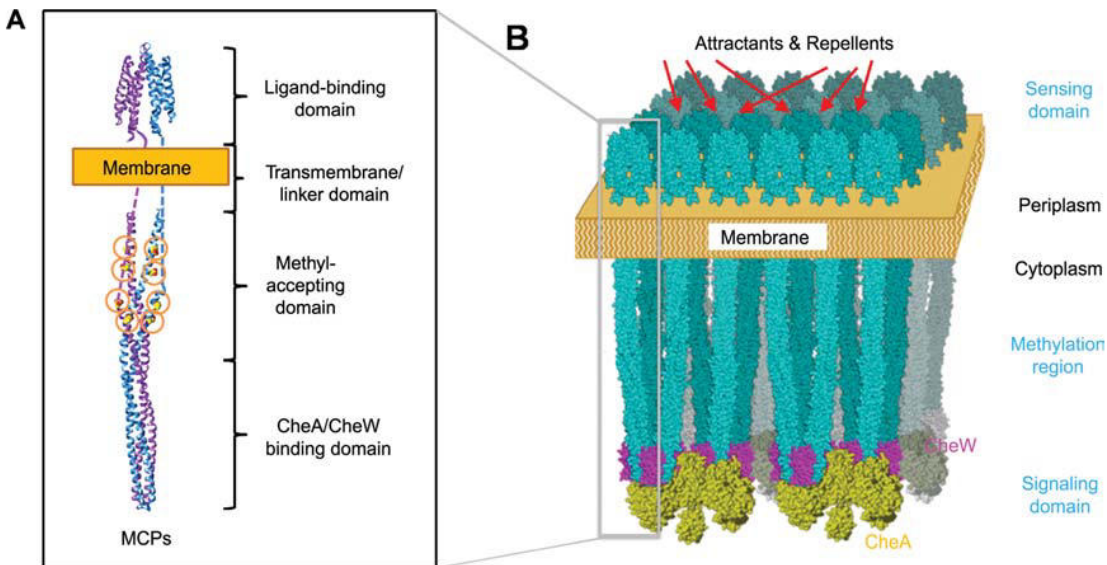 A
Ligand-binding
domain
Membrane
Transmembrane/
linker domain
Methyl-
accepting
domain
CheA/CheW
binding domain
MCPs
B
Attractants & Repellents
Sensing
domain
Periplasm
Membrane
Cytoplasm
Methylation
region
CheW
Signaling
domain
CheA